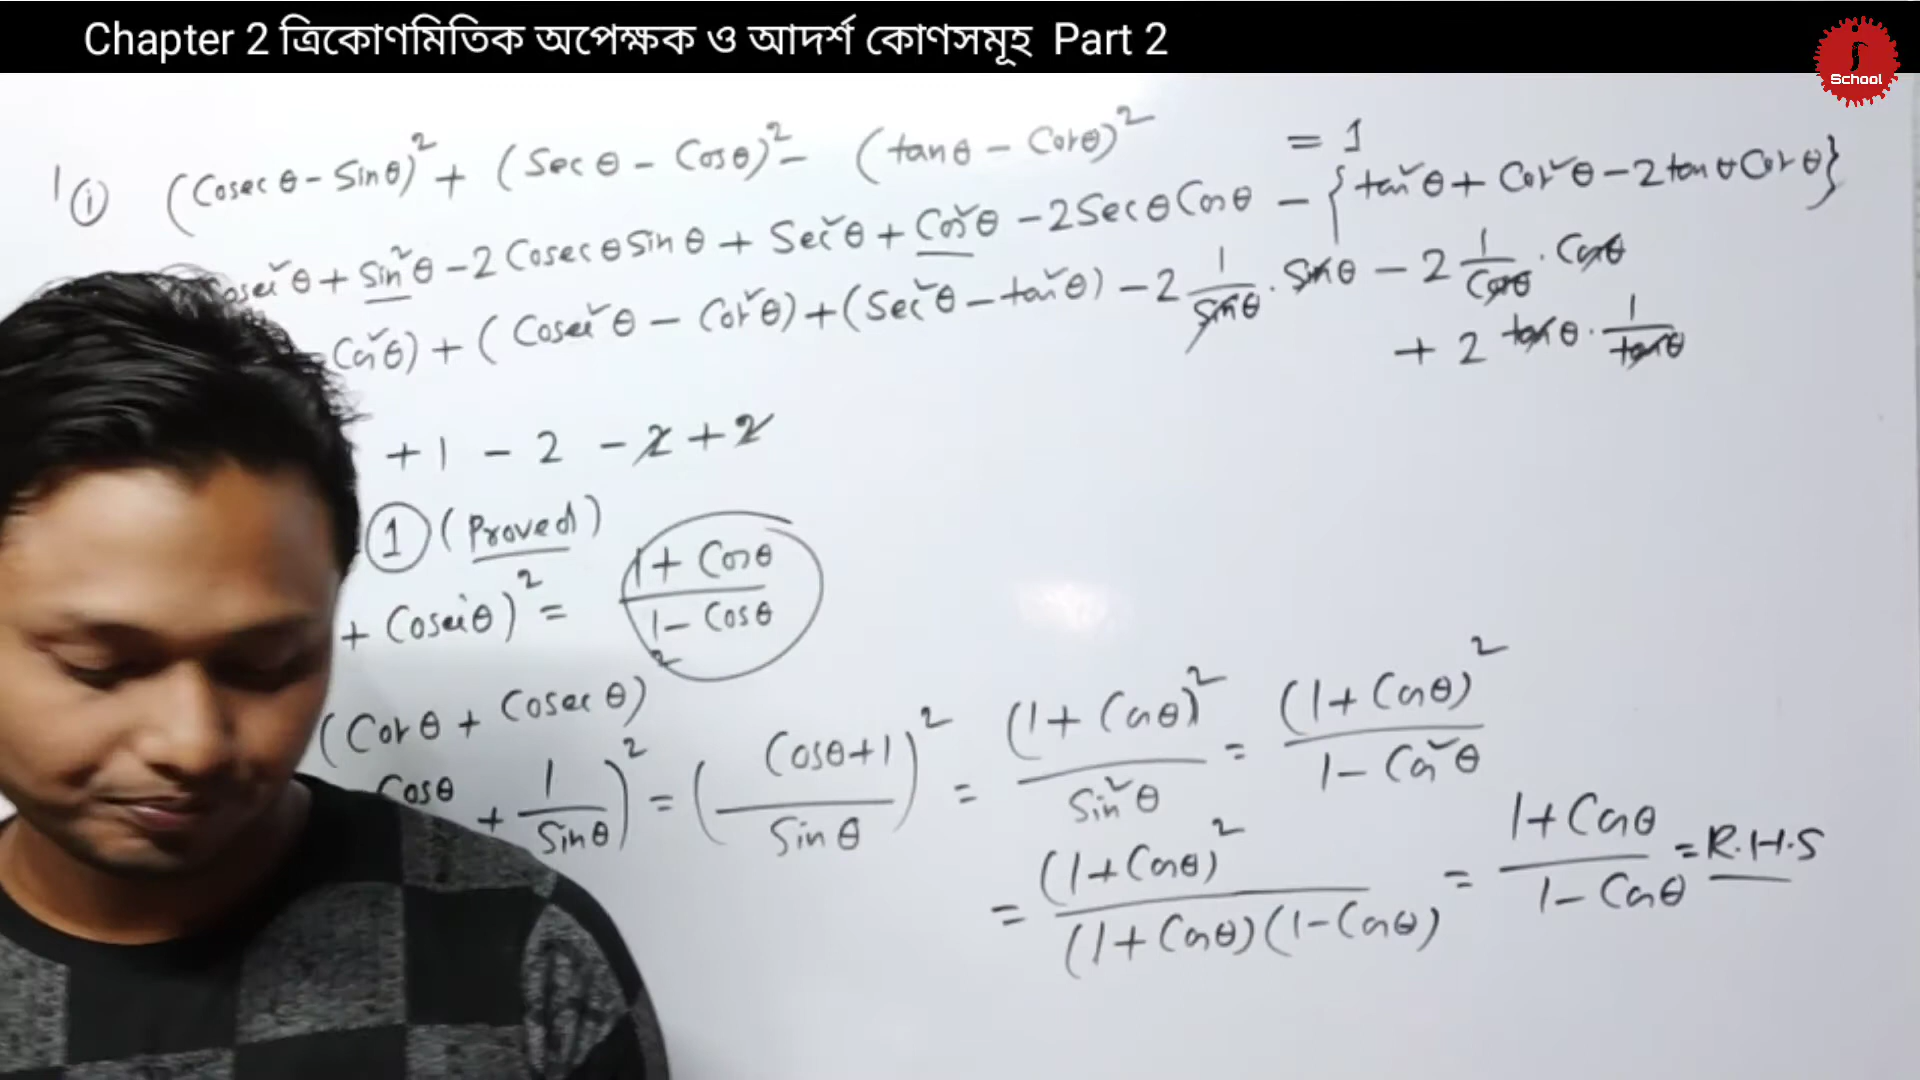 Chapter 2 ত্রিকোণমিতিক অপেক্ষক ও আদর্শ কোণসমূহ Part 2
School
1 (i) (Cosec θ - Sin θ)² + (Sec θ - Cos θ)² - (tan θ - Cot θ)² = 1
Cosec²θ + Sin²θ - 2 Cosec θ Sin θ + Sec²θ + Cos²θ - 2 Sec θ Cos θ - {tan²θ + Cot²θ - 2 tan θ Cot θ}
Cos²θ) + (Cosec²θ - Cot²θ) + (Sec²θ - tan²θ) - 2 1/Sin θ . Sin θ - 2 1/Cos θ . Cos θ
+ 2 tan θ . 1/tan θ
+ 1 - 2 - 2 + 2
1 (Proved)
+ Cosec θ)² = 1 + Cos θ / 1 - Cos θ
(Cot θ + Cosec θ)²
Cos θ + 1/Sin θ)² = (Cos θ + 1 / Sin θ)² = (1 + Cos θ)² / Sin²θ = (1 + Cos θ)² / 1 - Cos²θ
= (1 + Cos θ)² / (1 + Cos θ)(1 - Cos θ) = 1 + Cos θ / 1 - Cos θ = R.H.S